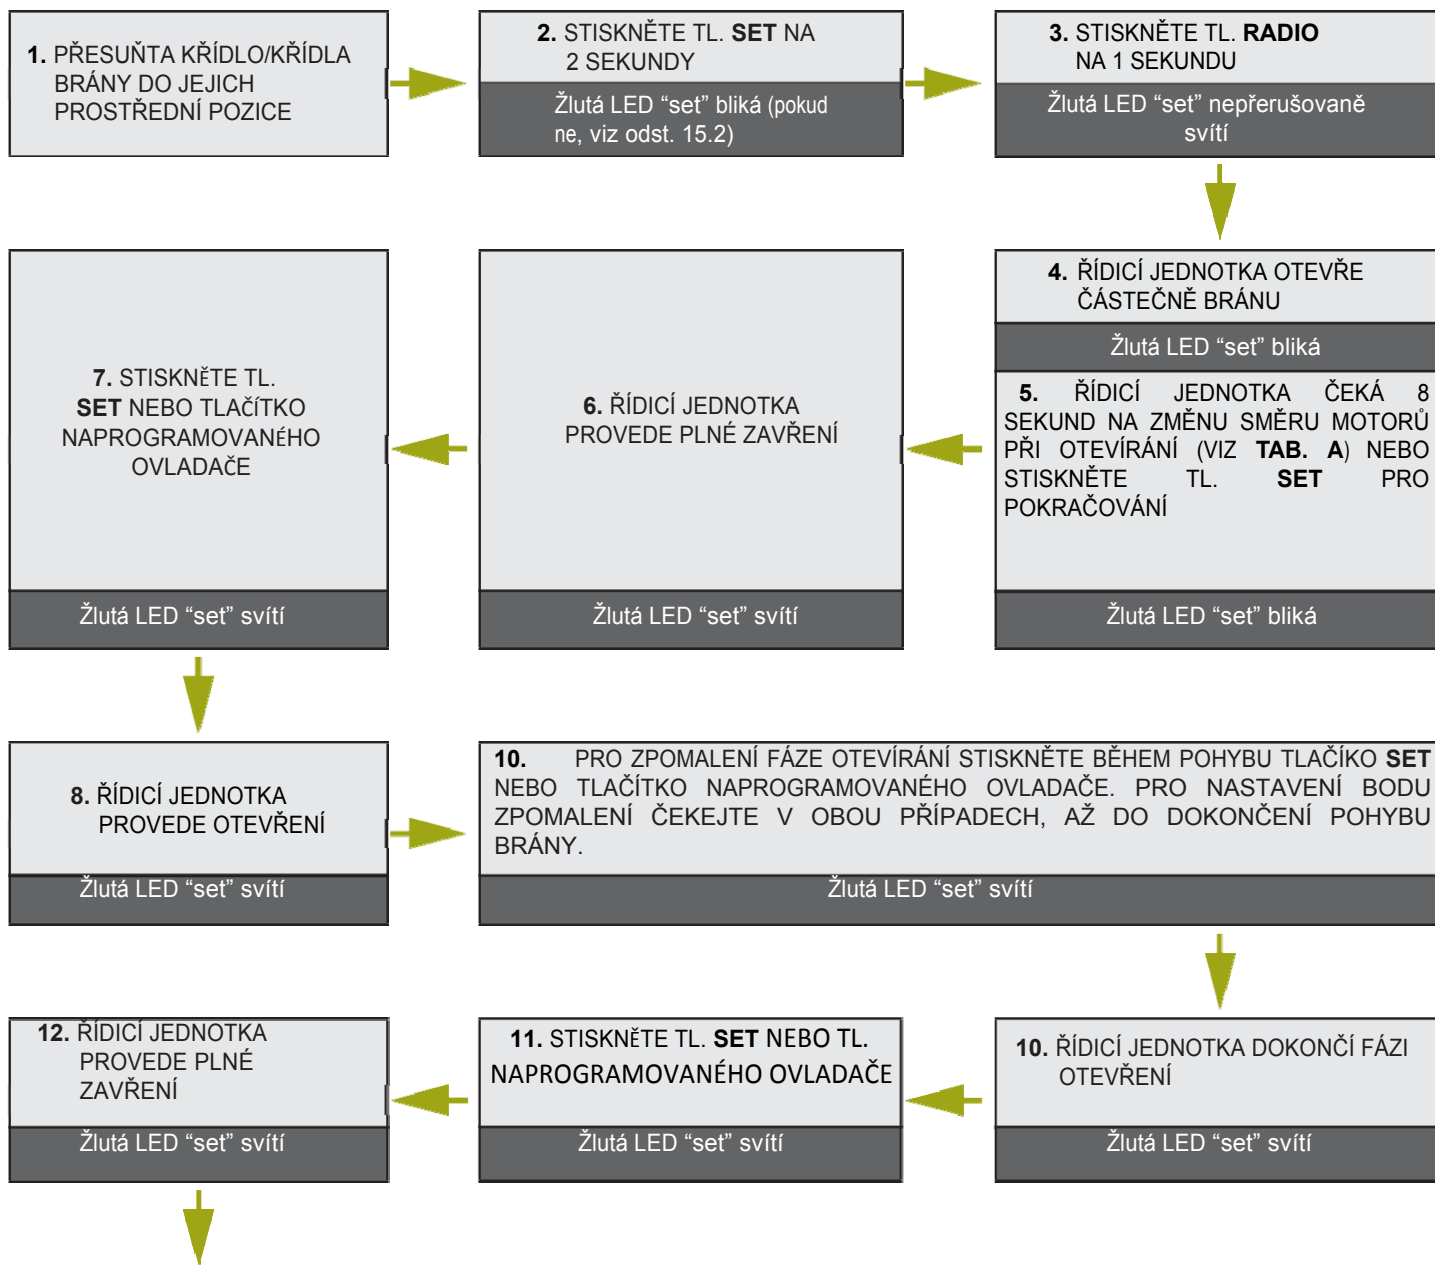 1. PŘESUŇTA KŘÍDLO/KŘÍDLA
BRÁNY DO JEJICH
PROSTŘEDNÍ POZICE
2. STISKNĚTE TL. SET NA
2 SEKUNDY
Žlutá LED “set” bliká (pokud
ne, viz odst. 15.2)
3. STISKNĚTE TL. RADIO
NA 1 SEKUNDU
Žlutá LED “set” nepřerušovaně
svítí
4. ŘÍDICÍ JEDNOTKA OTEVŘE
ČÁSTEČNĚ BRÁNU
Žlutá LED “set” bliká
5. ŘÍDICÍ JEDNOTKA ČEKÁ 8
SEKUND NA ZMĚNU SMĚRU MOTORŮ
PŘI OTEVÍRÁNÍ (VIZ TAB. A) NEBO
STISKNĚTE TL. SET PRO
POKRAČOVÁNÍ
Žlutá LED “set” bliká
6. ŘÍDICÍ JEDNOTKA
PROVEDE PLNÉ ZAVŘENÍ
Žlutá LED “set” svítí
7. STISKNĚTE TL.
SET NEBO TLAČÍTKO
NAPROGRAMOVANÉHO
OVLADAČE
Žlutá LED “set” svítí
8. ŘÍDICÍ JEDNOTKA
PROVEDE OTEVŘENÍ
Žlutá LED “set” svítí
10. PRO ZPOMALENÍ FÁZE OTEVÍRÁNÍ STISKNĚTE BĚHEM POHYBU TLAČÍKO SET
NEBO TLAČÍTKO NAPROGRAMOVANÉHO OVLADAČE. PRO NASTAVENÍ BODU
ZPOMALENÍ ČEKEJTE V OBOU PŘÍPADECH, AŽ DO DOKONČENÍ POHYBU
BRÁNY.
Žlutá LED “set” svítí
10. ŘÍDICÍ JEDNOTKA DOKONČÍ FÁZI
OTEVŘENÍ
Žlutá LED “set” svítí
11. STISKNĚTE TL. SET NEBO TL.
NAPROGRAMOVANÉHO OVLADAČE
Žlutá LED “set” svítí
12. ŘÍDICÍ JEDNOTKA
PROVEDE PLNÉ
ZAVŘENÍ
Žlutá LED “set” svítí